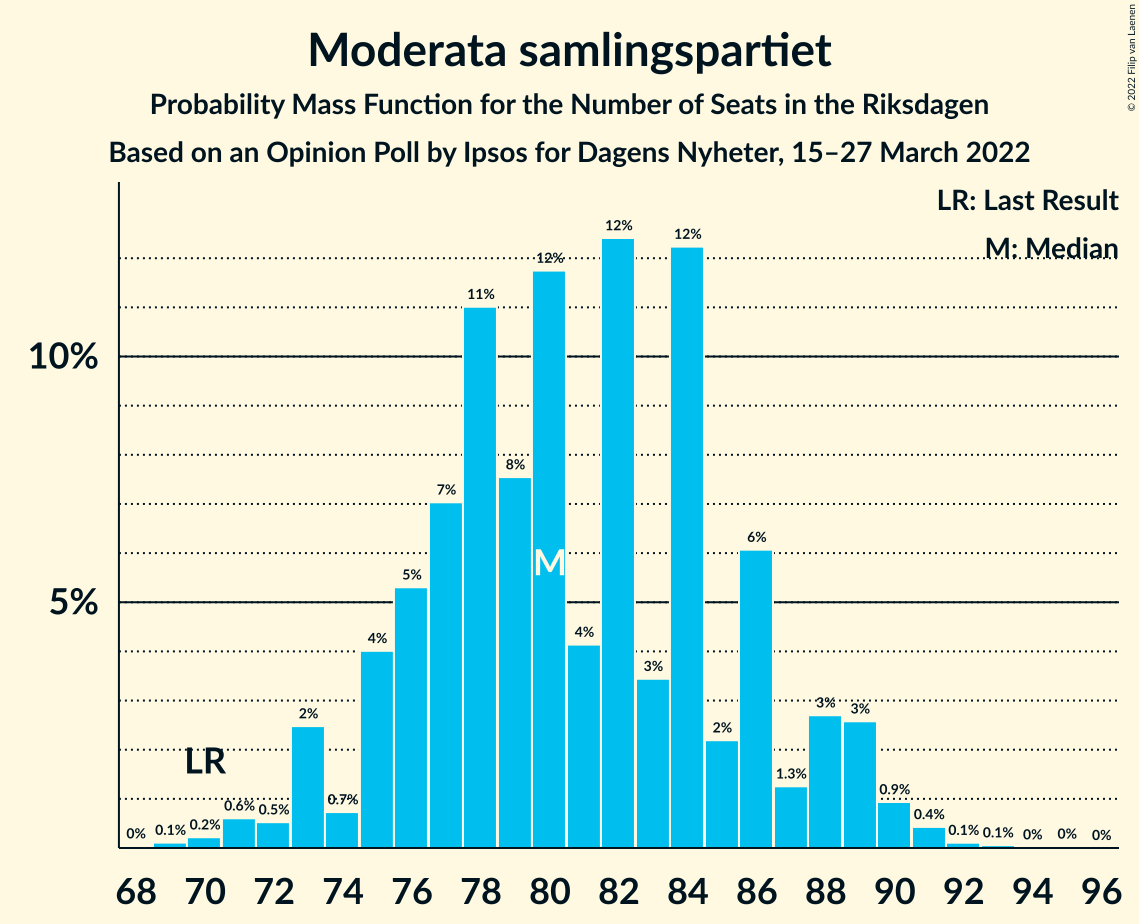 Moderata samlingspartiet
Probability Mass Function for the Number of Seats in the Riksdagen
Based on an Opinion Poll by Ipsos for Dagens Nyheter, 15–27 March 2022
© 2022 Filip van Laenen
LR: Last Result
M: Median
10%
5%
0% 0.1% 0.2% 0.6% 0.5% 2% 0.7% 4% 5% 7% 11% 8% 12% 4% 12% 3% 12% 2% 6% 1.3% 3% 3% 0.9% 0.4% 0.1% 0.1% 0% 0% 0%
LR
M
68 70 72 74 76 78 80 82 84 86 88 90 92 94 96